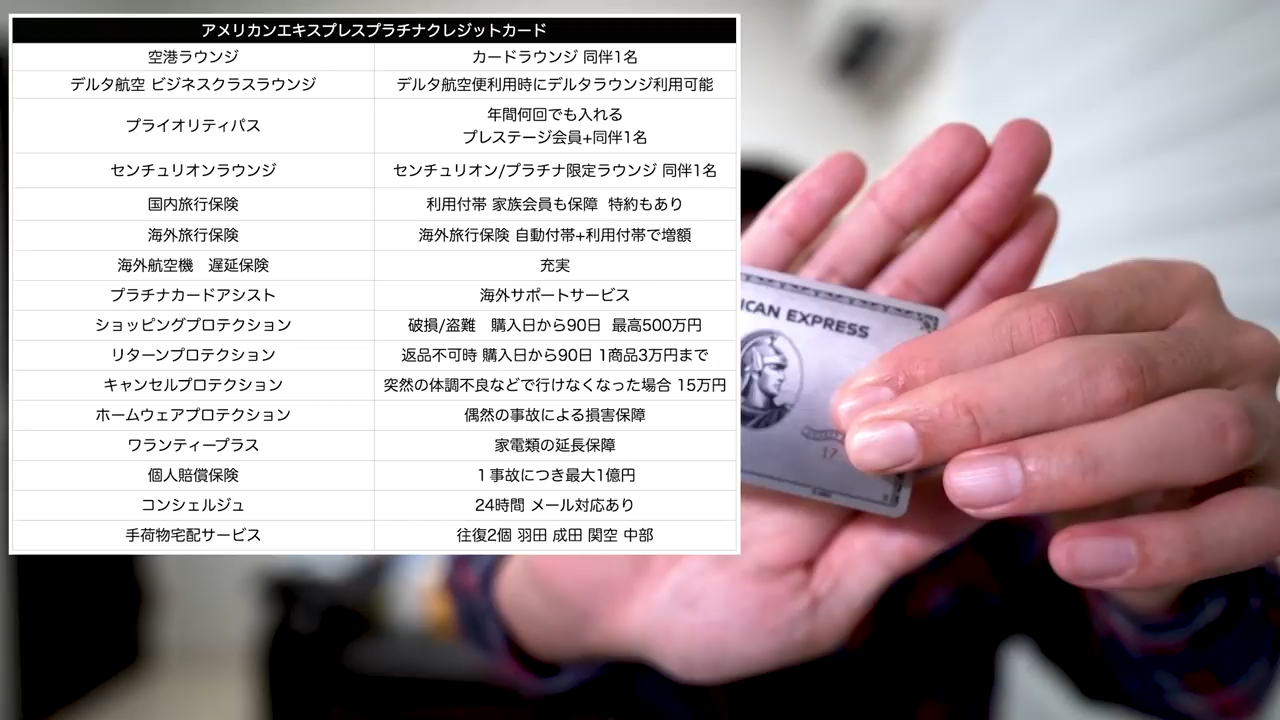 アメリカンエキスプレスプラチナクレジットカード
空港ラウンジ カードラウンジ 同伴1名
デルタ航空 ビジネスクラスラウンジ デルタ航空便利用時にデルタラウンジ利用可能
プライオリティパス 年間何回でも入れる
プレステージ会員+同伴1名
センチュリオンラウンジ センチュリオン/プラチナ限定ラウンジ 同伴1名
国内旅行保険 利用付帯 家族会員も保障 特約もあり
海外旅行保険 海外旅行保険 自動付帯+利用付帯で増額
海外航空機 遅延保険 充実
プラチナカードアシスト 海外サポートサービス
ショッピングプロテクション 破損/盗難 購入日から90日 最高500万円
リターンプロテクション 返品不可時 購入日から90日 1商品3万円まで
キャンセルプロテクション 突然の体調不良などで行けなくなった場合 15万円
ホームウェアプロテクション 偶然の事故による損害保障
ワランティープラス 家電類の延長保障
個人賠償保険 1事故につき最大1億円
コンシェルジュ 24時間 メール対応あり
手荷物宅配サービス 往復2個 羽田 成田 関空 中部
ICAN EXPRESS
17